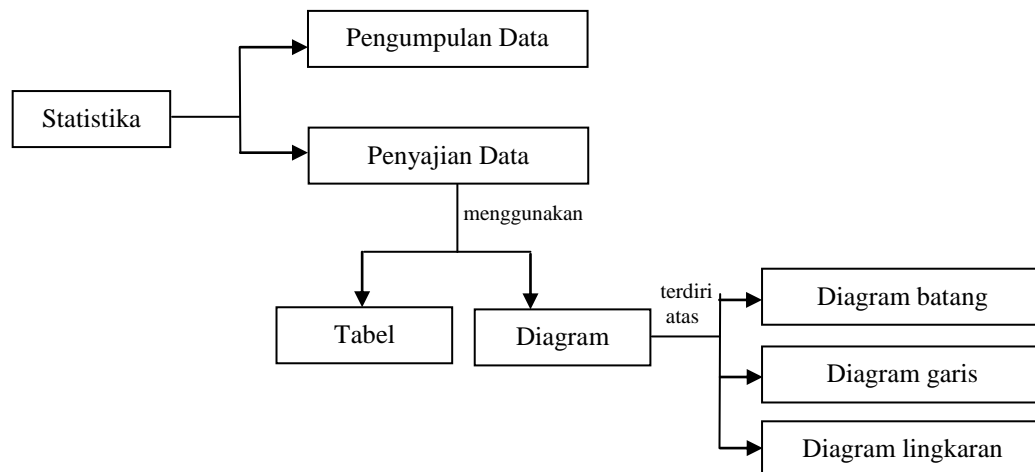 Pengumpulan Data
Statistika
Penyajian Data
menggunakan
Tabel
Diagram
terdiri
atas
Diagram batang
Diagram garis
Diagram lingkaran